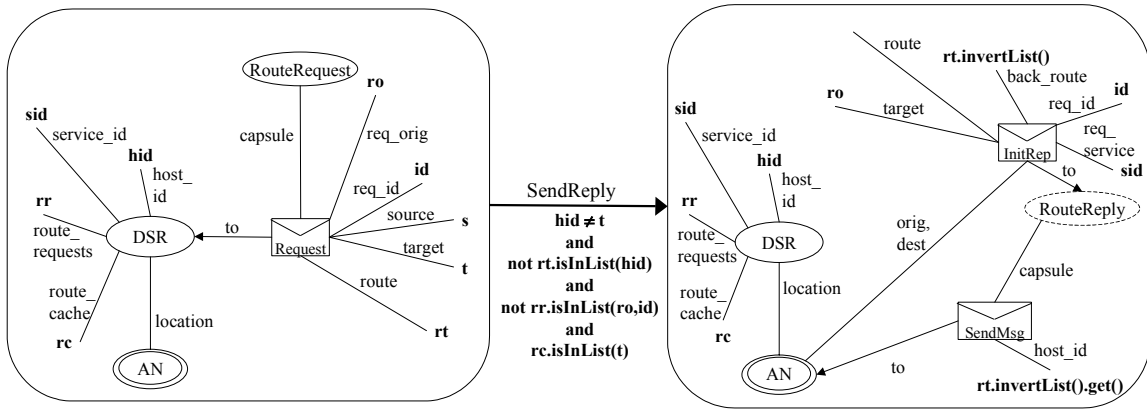 RouteRequest
ro
sid
service_id
capsule
req_orig
hid
host_
id
req_id
id
rr
route_
requests
source
s
DSR
to
Request
target
t
route
route_
cache
location
rc
rt
AN
SendReply
hid ≠ t
and
not rt.isInList(hid)
and
not rr.isInList(ro,id)
and
rc.isInList(t)
route
rt.invertList()
back_route
ro
target
id
req_id
sid
service_id
req_
service
InitRep
hid
host_
id
sid
to
rr
RouteReply
route_
requests
DSR
orig,
dest
capsule
route_
cache
location
rc
SendMsg
host_id
AN
to
rt.invertList().get()